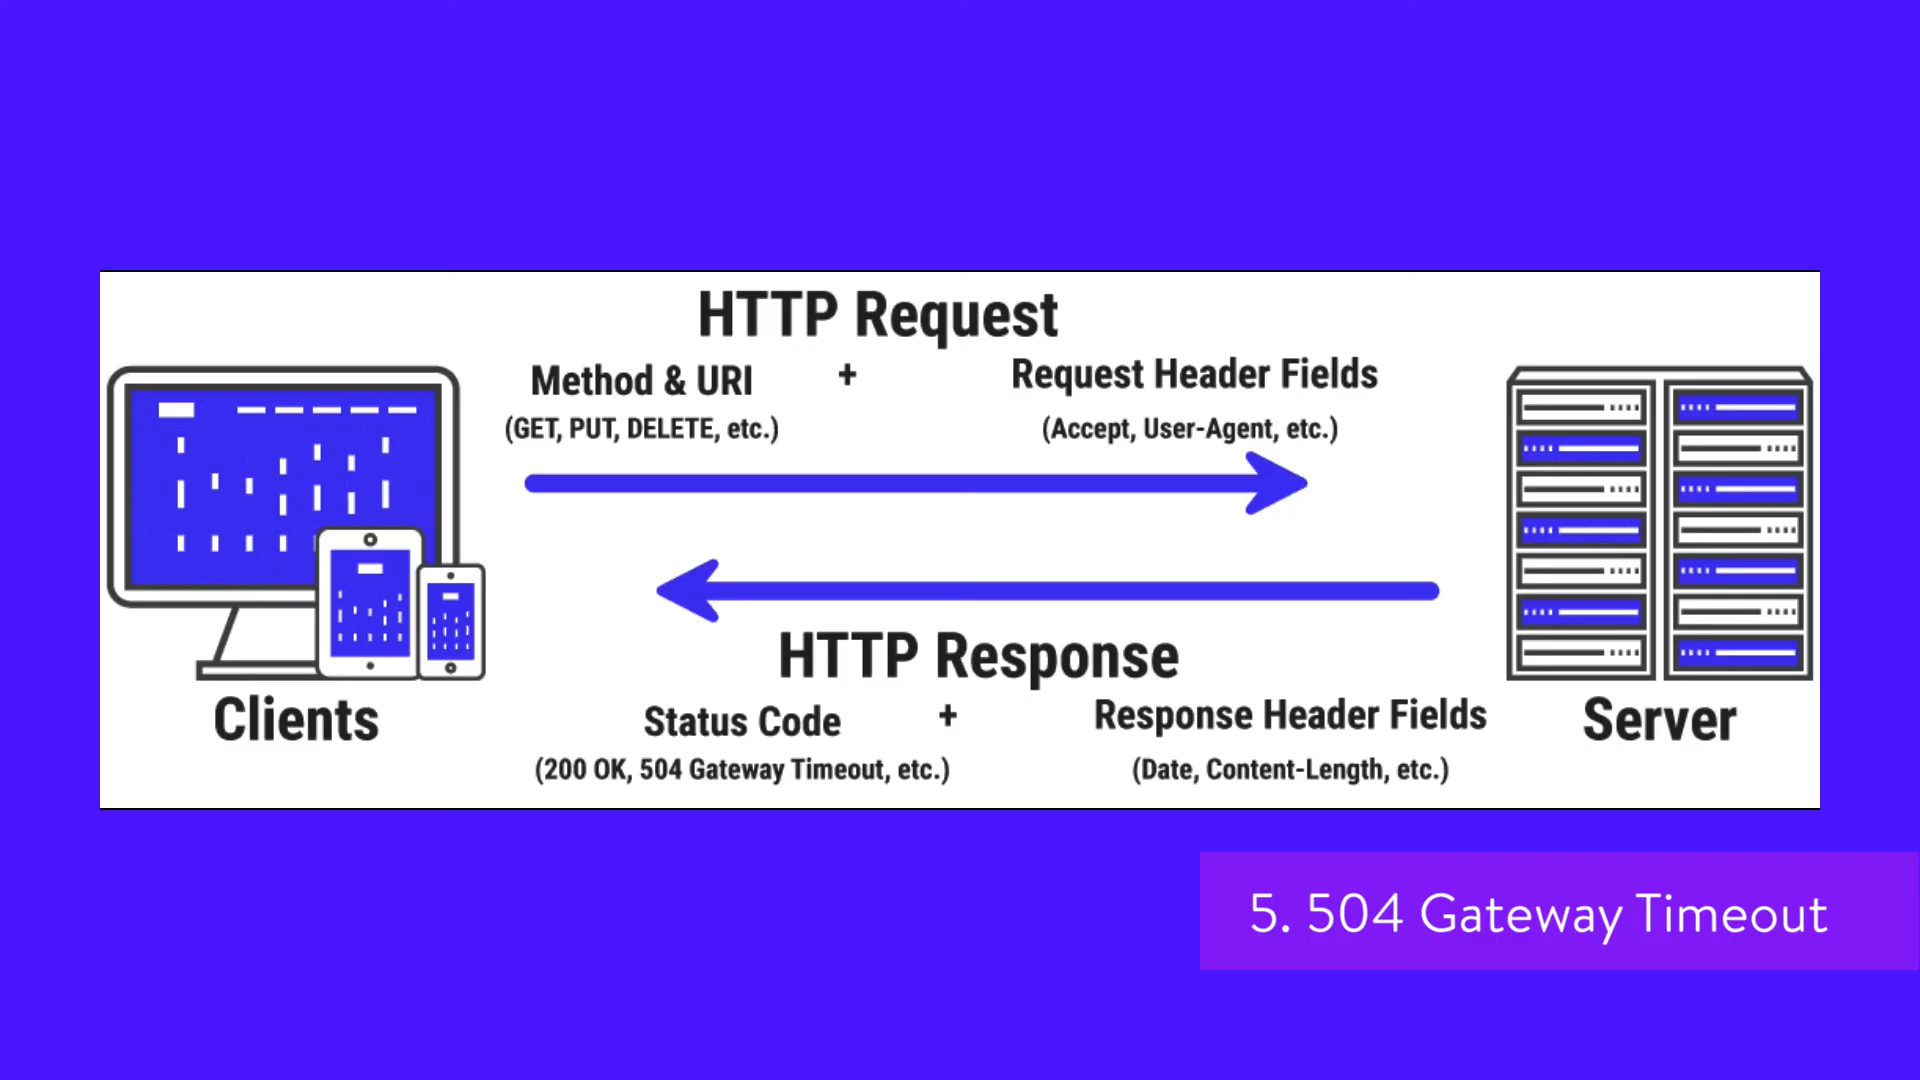 HTTP Request
Method & URI + Request Header Fields
(GET, PUT, DELETE, etc.) (Accept, User-Agent, etc.)
HTTP Response
Clients
Status Code + Response Header Fields
Server
(200 OK, 504 Gateway Timeout, etc.) (Date, Content-Length, etc.)
5. 504 Gateway Timeout